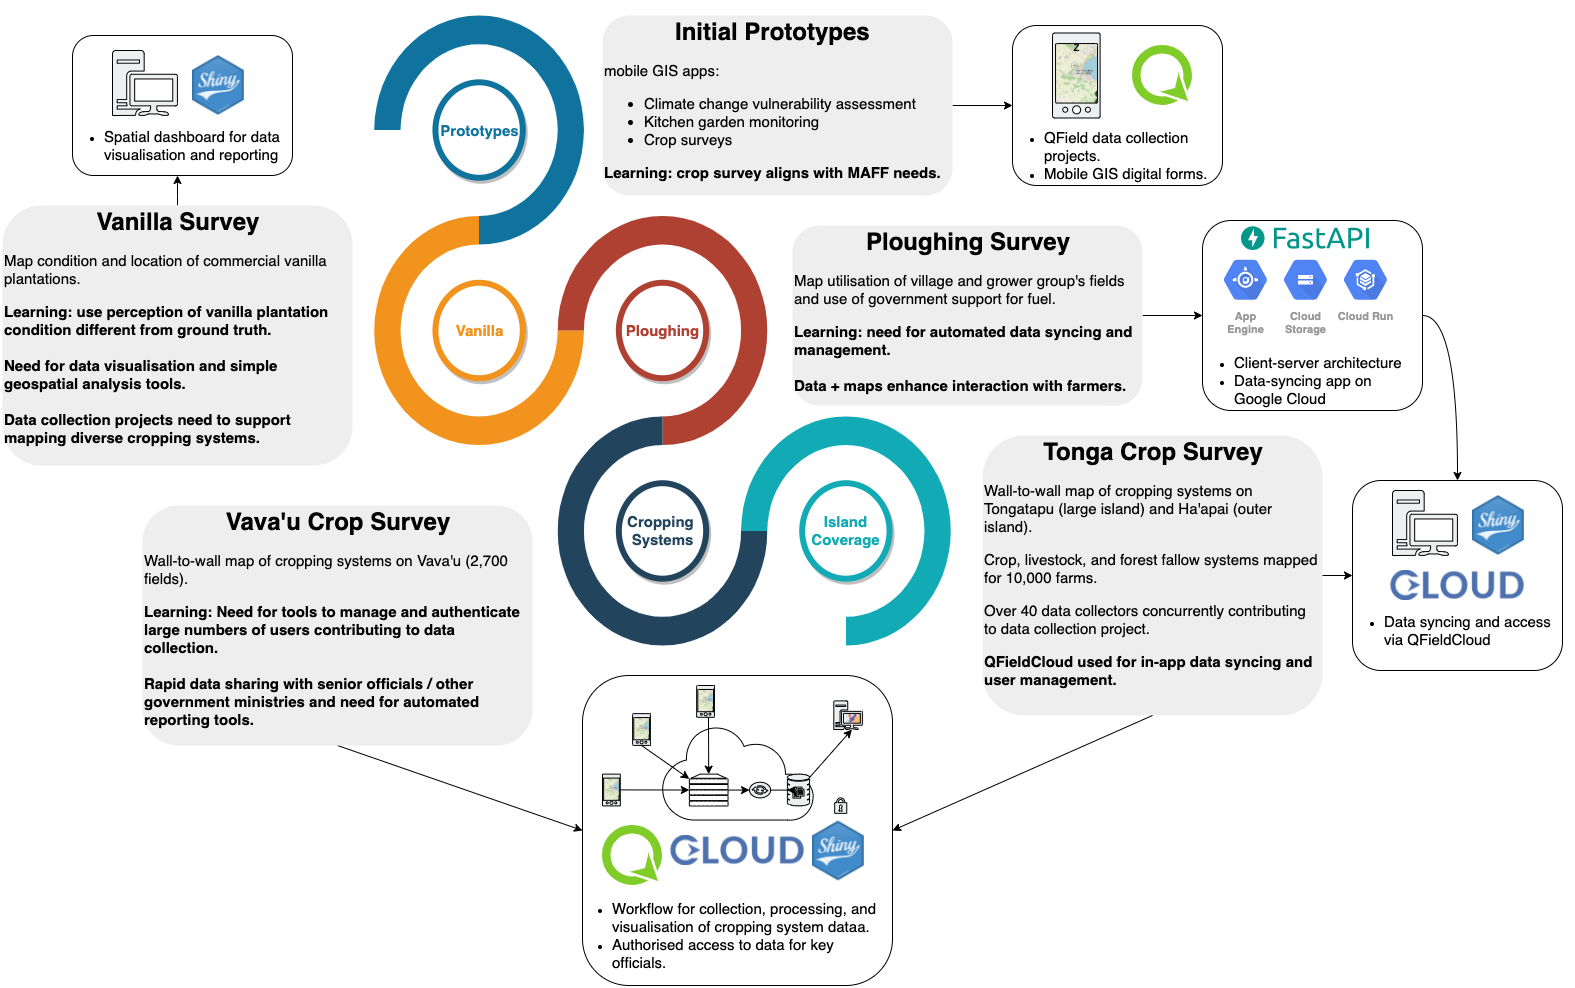 Initial Prototypes
mobile GIS apps:
• Climate change vulnerability assessment
• Kitchen garden monitoring
• Crop surveys
Learning: crop survey aligns with MAFF needs.
Z
• QField data collection
projects.
• Mobile GIS digital forms.
Shiny
• Spatial dashboard for data
visualisation and reporting
Prototypes
Vanilla Survey
Map condition and location of commercial vanilla
plantations.
Learning: use perception of vanilla plantation
condition different from ground truth.
Need for data visualisation and simple
geospatial analysis tools.
Data collection projects need to support
mapping diverse cropping systems.
Vanilla
Ploughing
Ploughing Survey
Map utilisation of village and grower group's fields
and use of government support for fuel.
Learning: need for automated data syncing and
management.
Data + maps enhance interaction with farmers.
FastAPI
App
Engine
Cloud
Storage
Cloud Run
• Client-server architecture
• Data-syncing app on
Google Cloud
Cropping
Systems
Island
Coverage
Tonga Crop Survey
Wall-to-wall map of cropping systems on
Tongatapu (large island) and Ha'apai (outer
island).
Crop, livestock, and forest fallow systems mapped
for 10,000 farms.
Over 40 data collectors concurrently contributing
to data collection project.
QFieldCloud used for in-app data syncing and
user management.
Shiny
CLOUD
• Data syncing and access
via QFieldCloud
Vava'u Crop Survey
Wall-to-wall map of cropping systems on Vava'u (2,700
fields).
Learning: Need for tools to manage and authenticate
large numbers of users contributing to data
collection.
Rapid data sharing with senior officials / other
government ministries and need for automated
reporting tools.
CLOUD
Shiny
• Workflow for collection, processing, and
visualisation of cropping system dataa.
• Authorised access to data for key
officials.